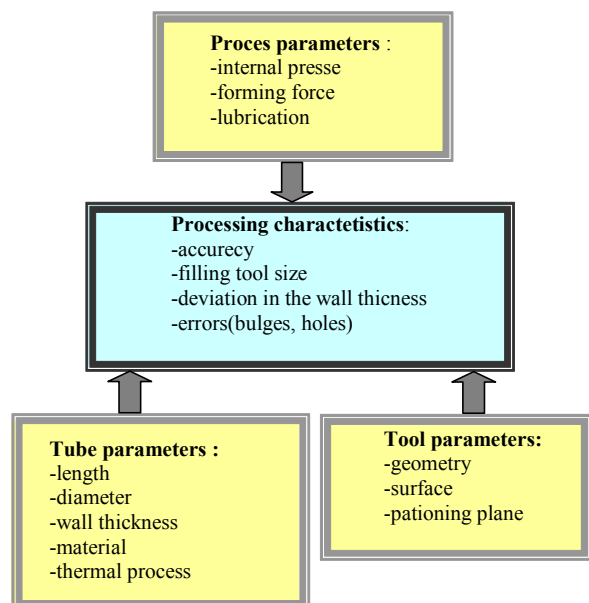 Proces parameters :
-internal presse
-forming force
-lubrication
Processing charactetistics:
-accurecy
-filling tool size
-deviation in the wall thicness
-errors(bulges, holes)
Tube parameters :
-length
-diameter
-wall thickness
-material
-thermal process
Tool parameters:
-geometry
-surface
-pationing plane